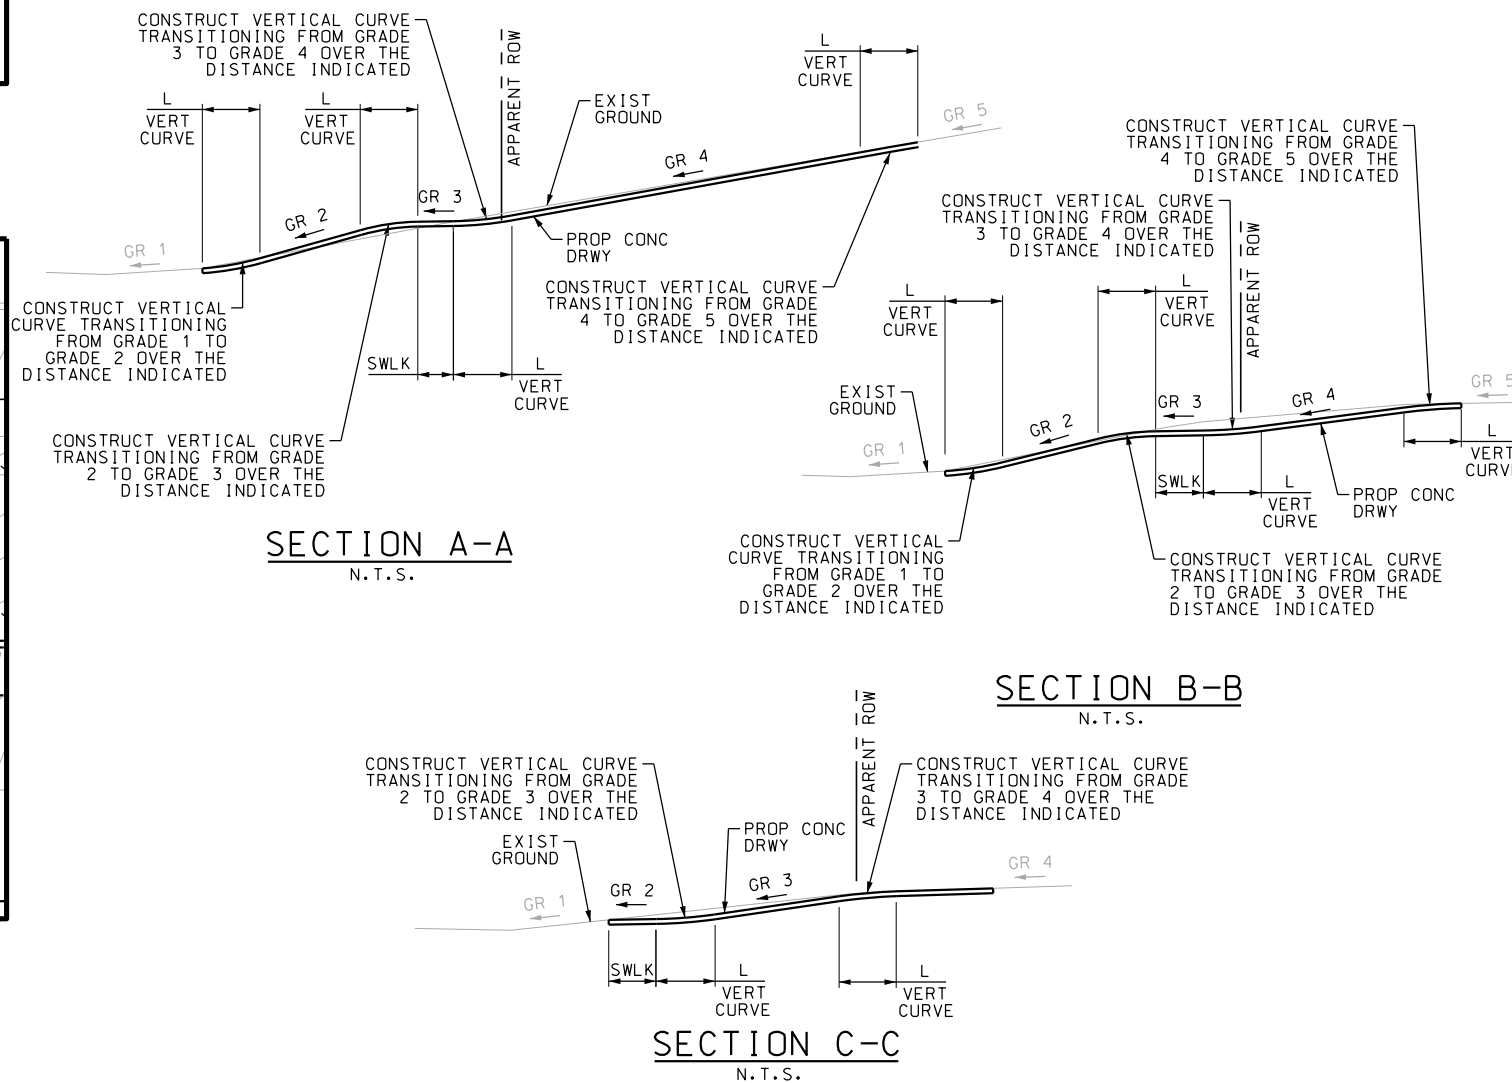 CONSTRUCT VERTICAL CURVE
TRANSITIONING FROM GRADE
3 TO GRADE 4 OVER THE
DISTANCE INDICATED
APPARENT ROW
L
VERT
CURVE
L
VERT
CURVE
L
VERT
CURVE
EXIST
GROUND
GR 5
GR 4
GR 3
GR 2
GR 1
PROP CONC
DRWY
CONSTRUCT VERTICAL
CURVE TRANSITIONING
FROM GRADE 1 TO
GRADE 2 OVER THE
DISTANCE INDICATED
CONSTRUCT VERTICAL CURVE
TRANSITIONING FROM GRADE
4 TO GRADE 5 OVER THE
DISTANCE INDICATED
SWLK
L
VERT
CURVE
CONSTRUCT VERTICAL CURVE
TRANSITIONING FROM GRADE
2 TO GRADE 3 OVER THE
DISTANCE INDICATED
SECTION A-A
N.T.S.
CONSTRUCT VERTICAL CURVE
TRANSITIONING FROM GRADE
4 TO GRADE 5 OVER THE
DISTANCE INDICATED
CONSTRUCT VERTICAL CURVE
TRANSITIONING FROM GRADE
3 TO GRADE 4 OVER THE
DISTANCE INDICATED
APPARENT ROW
L
VERT
CURVE
L
VERT
CURVE
EXIST
GROUND
GR 5
GR 4
GR 3
GR 2
GR 1
L
VERT
CURVE
SWLK
L
VERT
CURVE
PROP CONC
DRWY
CONSTRUCT VERTICAL
CURVE TRANSITIONING
FROM GRADE 1 TO
GRADE 2 OVER THE
DISTANCE INDICATED
CONSTRUCT VERTICAL CURVE
TRANSITIONING FROM GRADE
2 TO GRADE 3 OVER THE
DISTANCE INDICATED
SECTION B-B
N.T.S.
CONSTRUCT VERTICAL CURVE
TRANSITIONING FROM GRADE
2 TO GRADE 3 OVER THE
DISTANCE INDICATED
APPARENT ROW
CONSTRUCT VERTICAL CURVE
TRANSITIONING FROM GRADE
3 TO GRADE 4 OVER THE
DISTANCE INDICATED
EXIST
GROUND
PROP CONC
DRWY
GR 4
GR 3
GR 2
GR 1
SWLK
L
VERT
CURVE
L
VERT
CURVE
SECTION C-C
N.T.S.